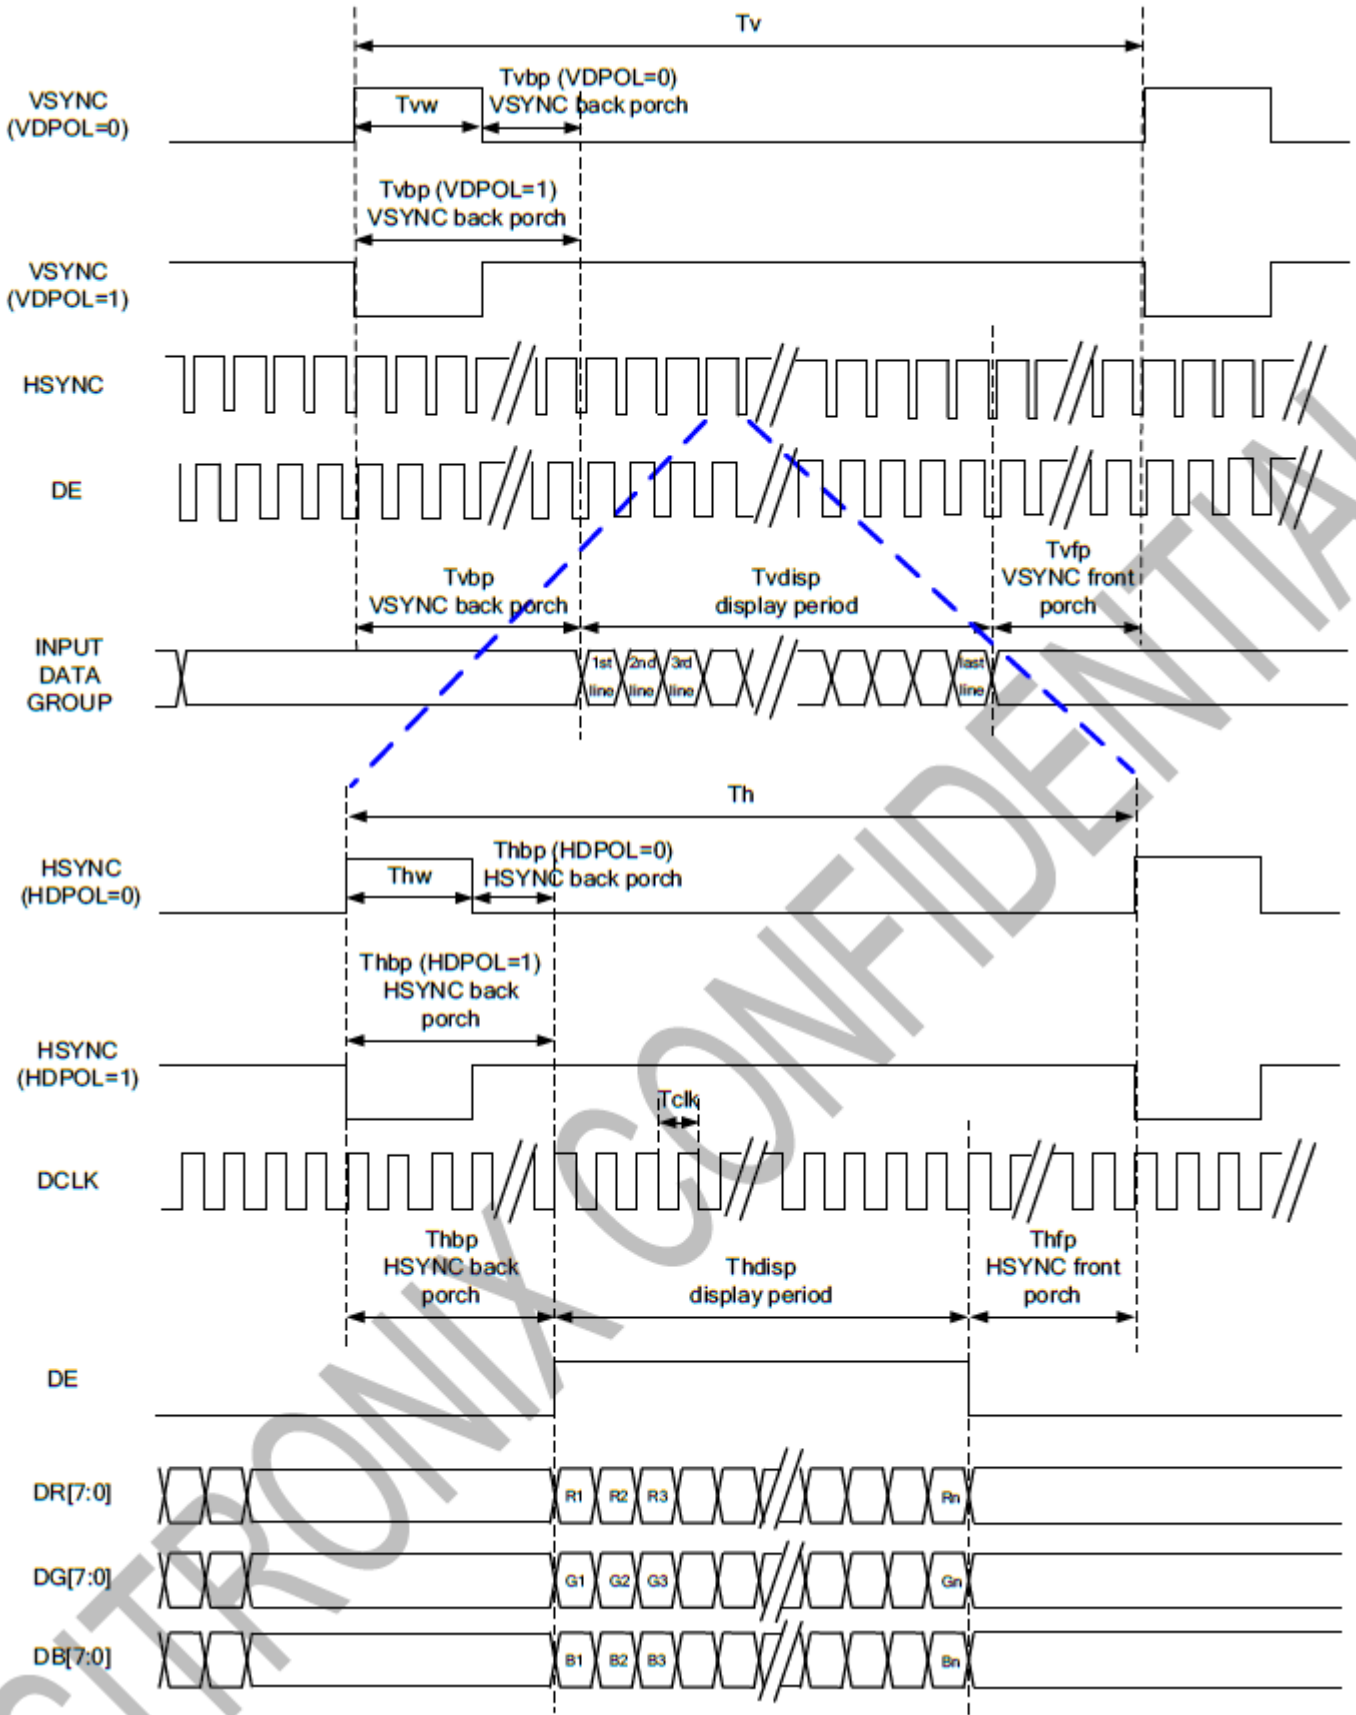 Tv
VSYNC
(VDPOL=0)
Tvw
Tvbp (VDPOL=0)
VSYNC back porch
Tvbp (VDPOL=1)
VSYNC back porch
VSYNC
(VDPOL=1)
HSYNC
DE
Tvbp
VSYNC back porch
Tvdisp
display period
Tvfp
VSYNC front
porch
INPUT
DATA
GROUP
1st
line
2nd
line
3rd
line
last
line
Th
HSYNC
(HDPOL=0)
Thw
Thbp (HDPOL=0)
HSYNC back porch
Thbp (HDPOL=1)
HSYNC back
porch
HSYNC
(HDPOL=1)
Tclk
DCLK
Thbp
HSYNC back
porch
Thdisp
display period
Thfp
HSYNC front
porch
DE
DR[7:0]
R1
R2
R3
Rn
DG[7:0]
G1
G2
G3
Gn
DB[7:0]
B1
B2
B3
Bn
CONFIDENTIAL